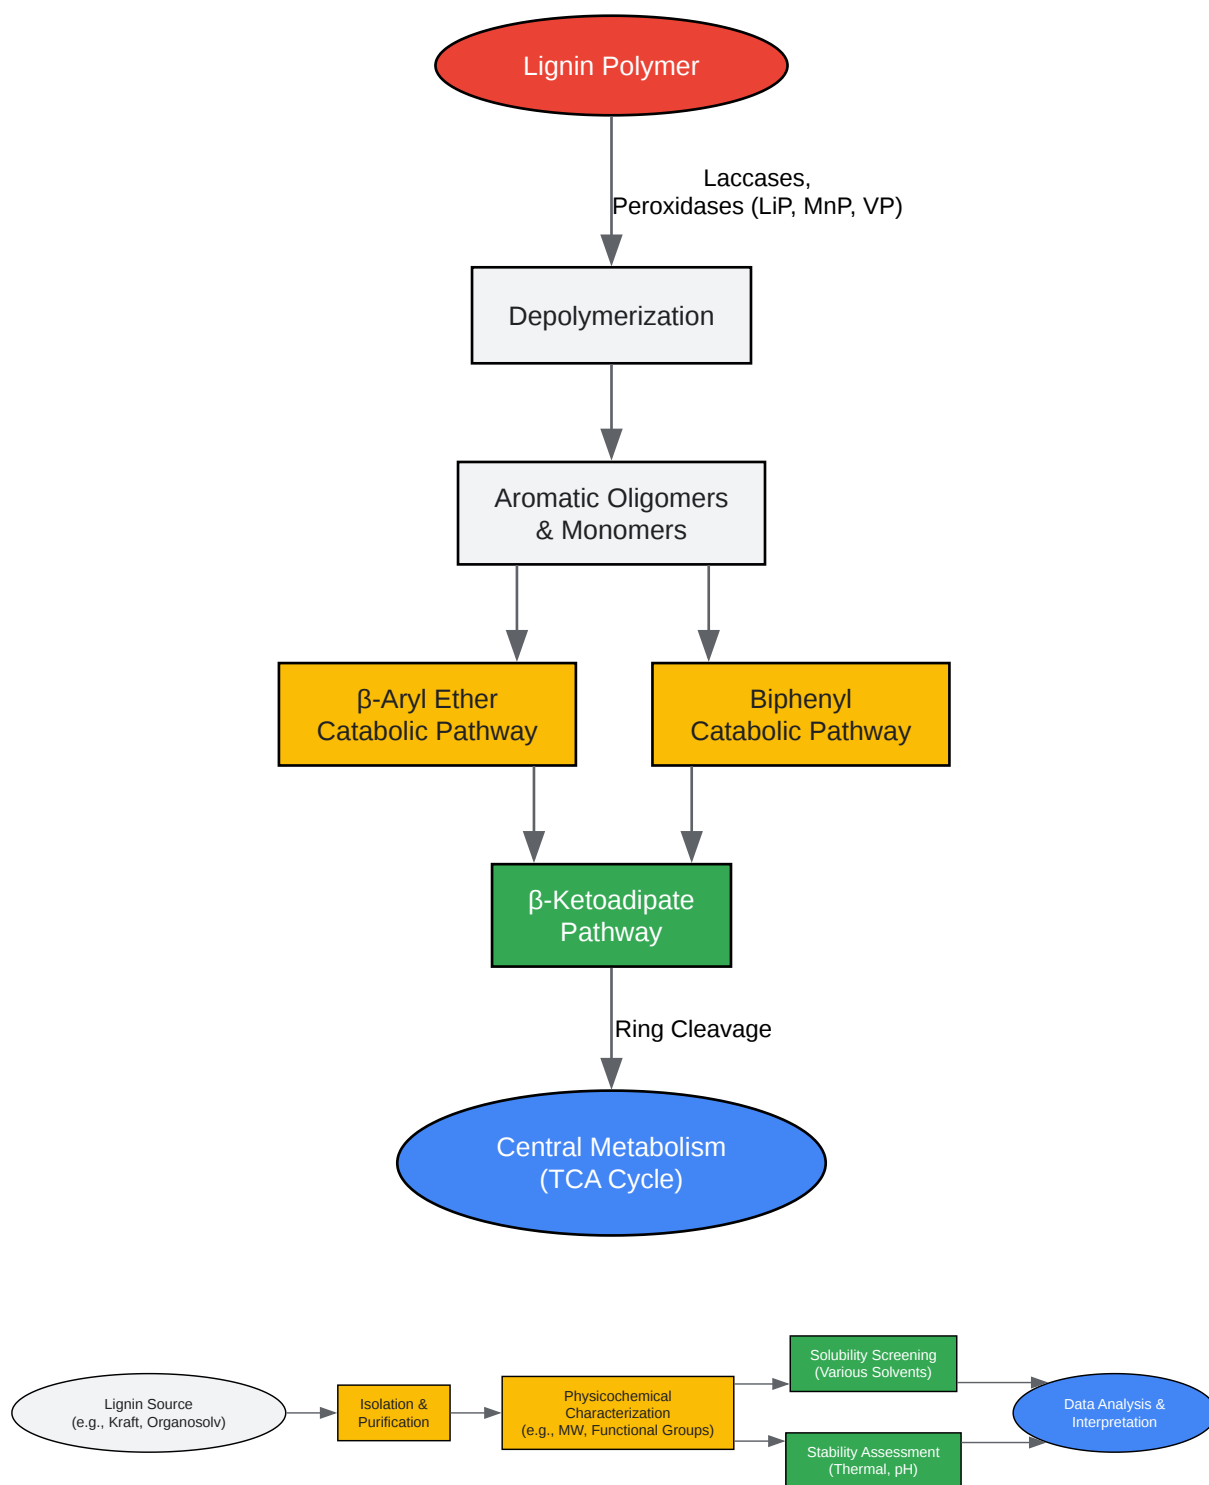 Lignin Polymer
Laccases,
Peroxidases (LiP, MnP, VP)
Depolymerization
Aromatic Oligomers
& Monomers
β-Aryl Ether
Catabolic Pathway
Biphenyl
Catabolic Pathway
β-Ketoadipate
Pathway
Ring Cleavage
Central Metabolism
(TCA Cycle)
Lignin Source
(e.g., Kraft, Organosolv)
Isolation &
Purification
Physicochemical
Characterization
(e.g., MW, Functional Groups)
Solubility Screening
(Various Solvents)
Stability Assessment
(Thermal, pH)
Data Analysis &
Interpretation